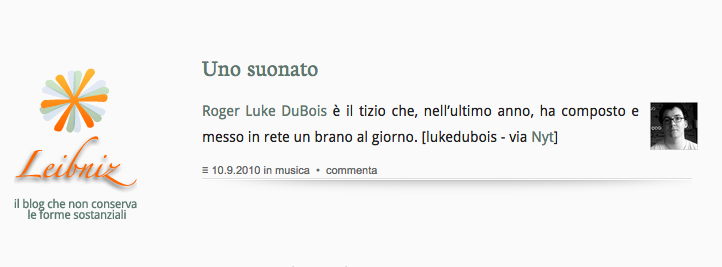 Uno suonato
Roger Luke DuBois è il tizio che, nell'ultimo anno, ha composto e
messo in rete un brano al giorno. [lukedubois - via Nyt]
≡ 10.9.2010 in musica • commenta
Leibniz
il blog che non conserva
le forme sostanziali